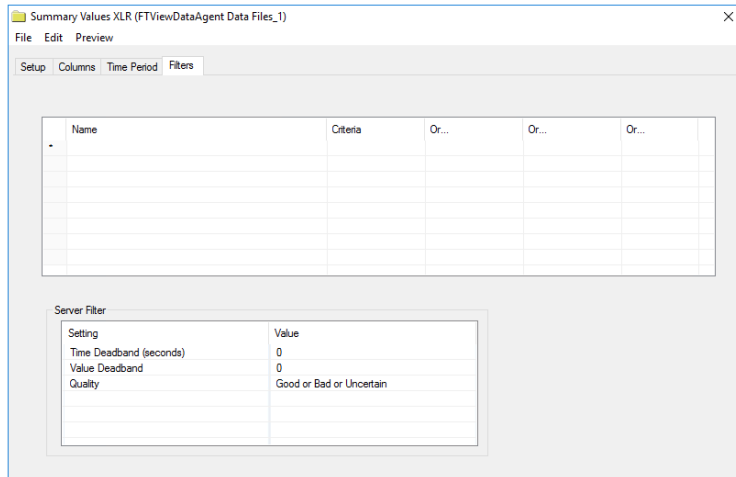 Summary Values XLR (FTViewDataAgent Data Files_1)
File Edit Preview
Setup Columns Time Period Filters
Name Criteria Or... Or... Or...
Server Filter
Setting Value
Time Deadband (seconds) 0
Value Deadband 0
Quality Good or Bad or Uncertain